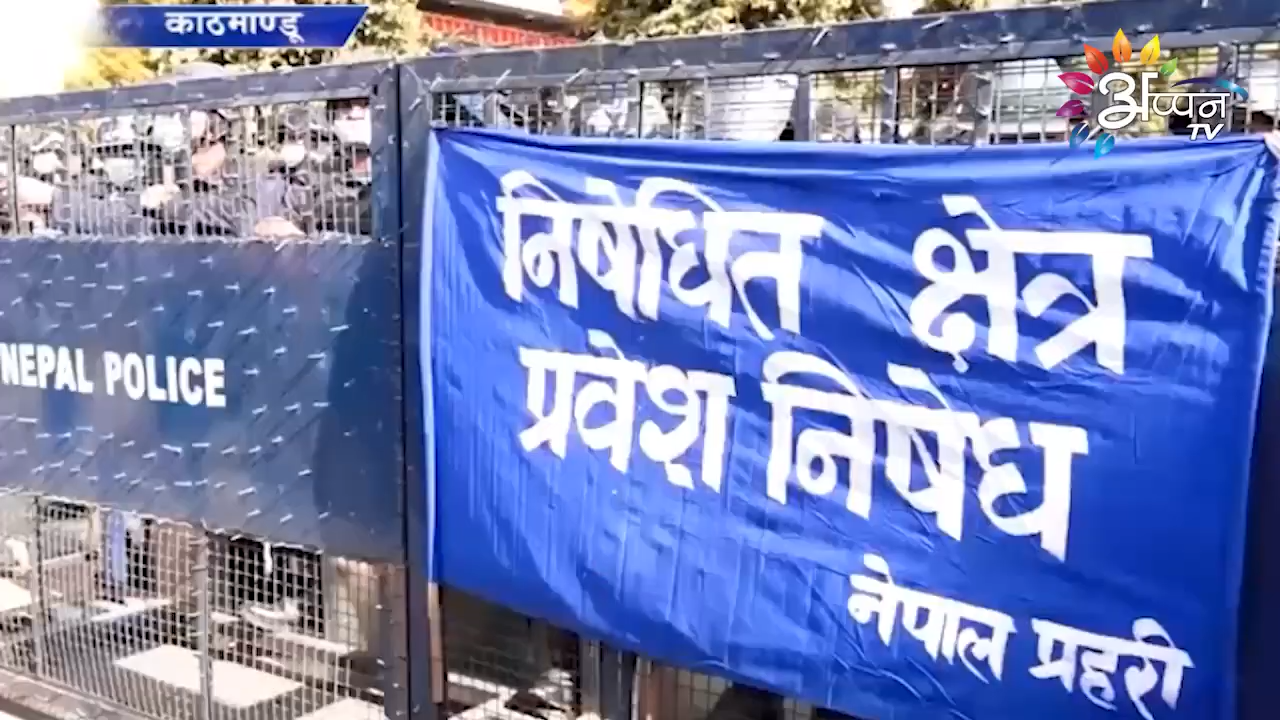 काठमाण्डू
अप्पन
TV
निषेधित क्षेत्र
प्रवेश निषेध
नेपाल प्रहरी
NEPAL POLICE